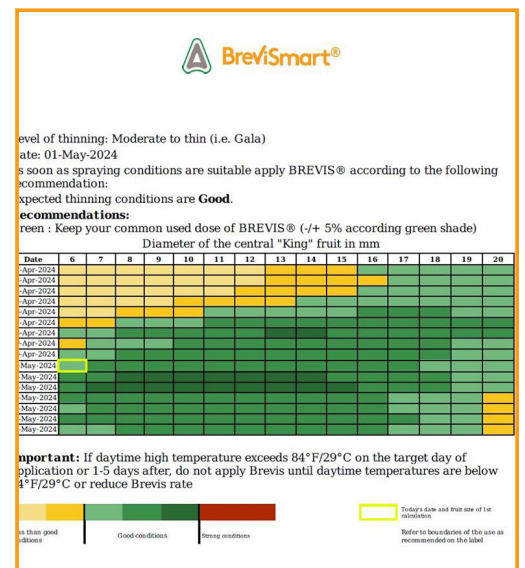 BreviSmart®
evel of thinning: Moderate to thin (i.e. Gala)
ate: 01-May-2024
s soon as spraying conditions are suitable apply BREVIS® according to the following
ecommendation:
xpected thinning conditions are Good.
ecommendations:
reen : Keep your common used dose of BREVIS® (-/+ 5% according green shade)
Diameter of the central "King" fruit in mm
Date 6 7 8 9 10 11 12 13 14 15 16 17 18 19 20
-Apr-2024
-Apr-2024
-Apr-2024
-Apr-2024
-Apr-2024
-Apr-2024
-Apr-2024
-Apr-2024
-Apr-2024
-May-2024
-May-2024
-May-2024
-May-2024
-May-2024
-May-2024
-May-2024
mportant: If daytime high temperature exceeds 84°F/29°C on the target day of
pplication or 1-5 days after, do not apply Brevis until daytime temperatures are below
4°F/29°C or reduce Brevis rate
ss than good
nditions
Good conditions
Strong conditions
Today's date and fruit size of 1st
calculation
Refer to boundaries of the use as
recommended on the label